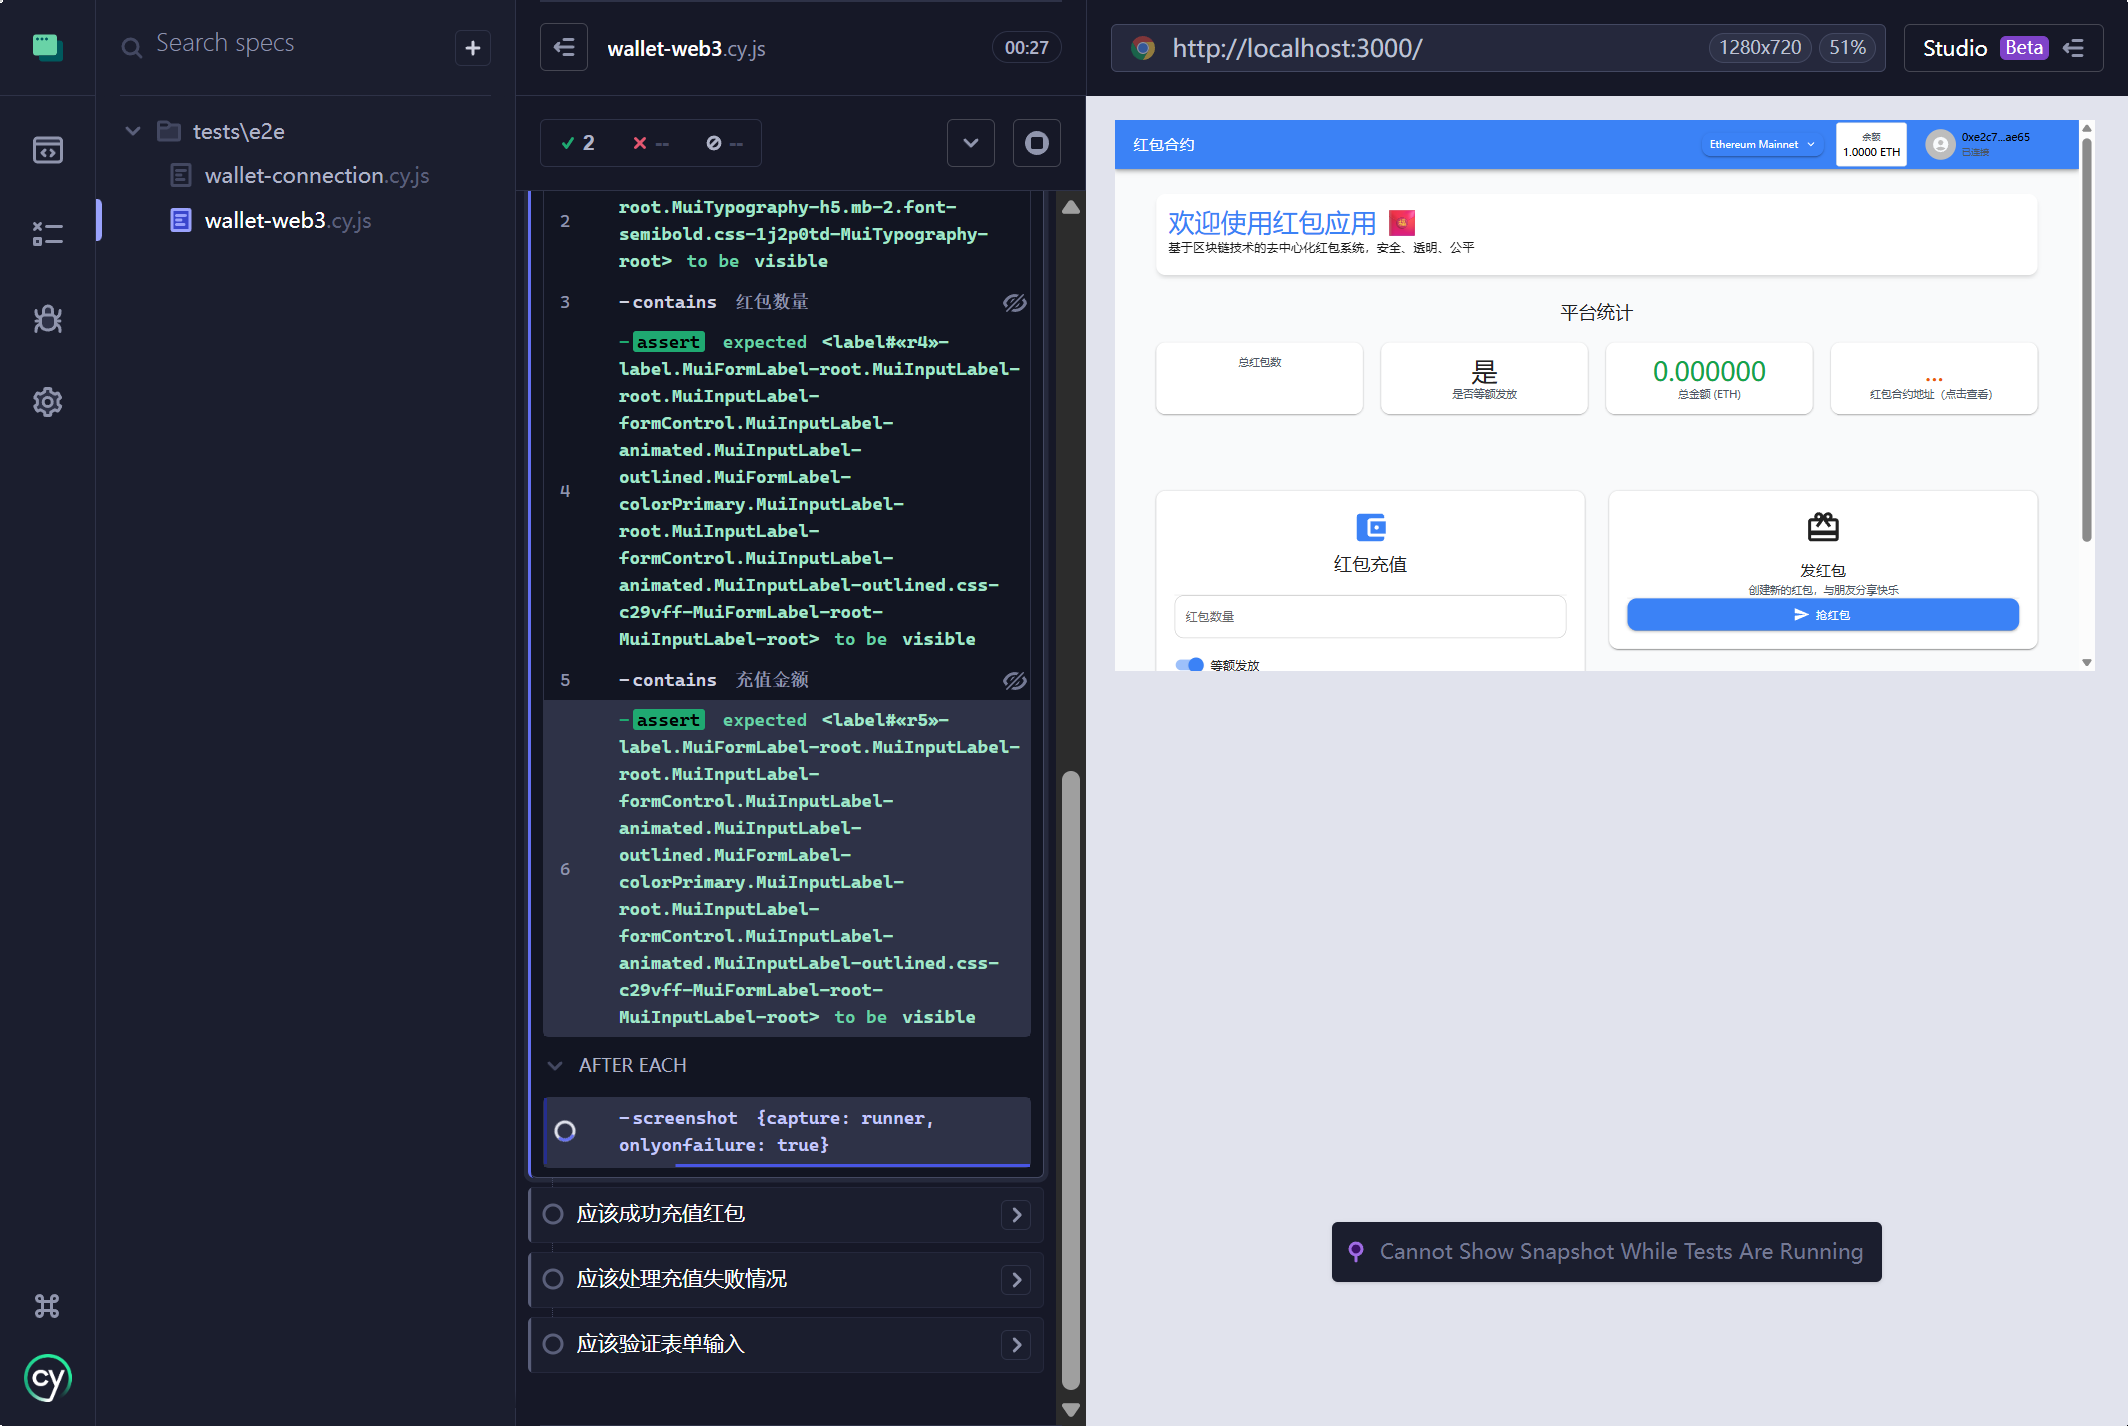 Search specs
+
tests\e2e
wallet-connection.cy.js
wallet-web3.cy.js
cy
wallet-web3.cy.js
00:27
2
--
--
2
root.MuiTypography-h5.mb-2.font-
semibold.css-1j2p0td-MuiTypography-
root> to be visible
3
-contains 红包数量
4
-assert expected <label#«r4»-
label.MuiFormLabel-root.MuiInputLabel-
root.MuiInputLabel-
formControl.MuiInputLabel-
animated.MuiInputLabel-
outlined.MuiFormLabel-
colorPrimary.MuiInputLabel-
root.MuiInputLabel-
formControl.MuiInputLabel-
animated.MuiInputLabel-outlined.css-
c29vff-MuiFormLabel-root-
MuiInputLabel-root> to be visible
5
-contains 充值金额
6
-assert expected <label#«r5»-
label.MuiFormLabel-root.MuiInputLabel-
root.MuiInputLabel-
formControl.MuiInputLabel-
animated.MuiInputLabel-
outlined.MuiFormLabel-
colorPrimary.MuiInputLabel-
root.MuiInputLabel-
formControl.MuiInputLabel-
animated.MuiInputLabel-outlined.css-
c29vff-MuiFormLabel-root-
MuiInputLabel-root> to be visible
AFTER EACH
-screenshot {capture: runner,
onlyonfailure: true}
应该成功充值红包
应该处理充值失败情况
应该验证表单输入
http://localhost:3000/
1280x720
51%
Studio Beta
红包合约
Ethereum Mainnet
余额
1.0000 ETH
0xe2c7...ae65
已连接
欢迎使用红包应用
基于区块链技术的去中心化红包系统，安全、透明、公平
平台统计
总红包数
是
是否等额发放
0.000000
总金额 (ETH)
...
红包合约地址（点击查看）
红包充值
红包数量
等额发放
发红包
创建新的红包，与朋友分享快乐
抢红包
Cannot Show Snapshot While Tests Are Running